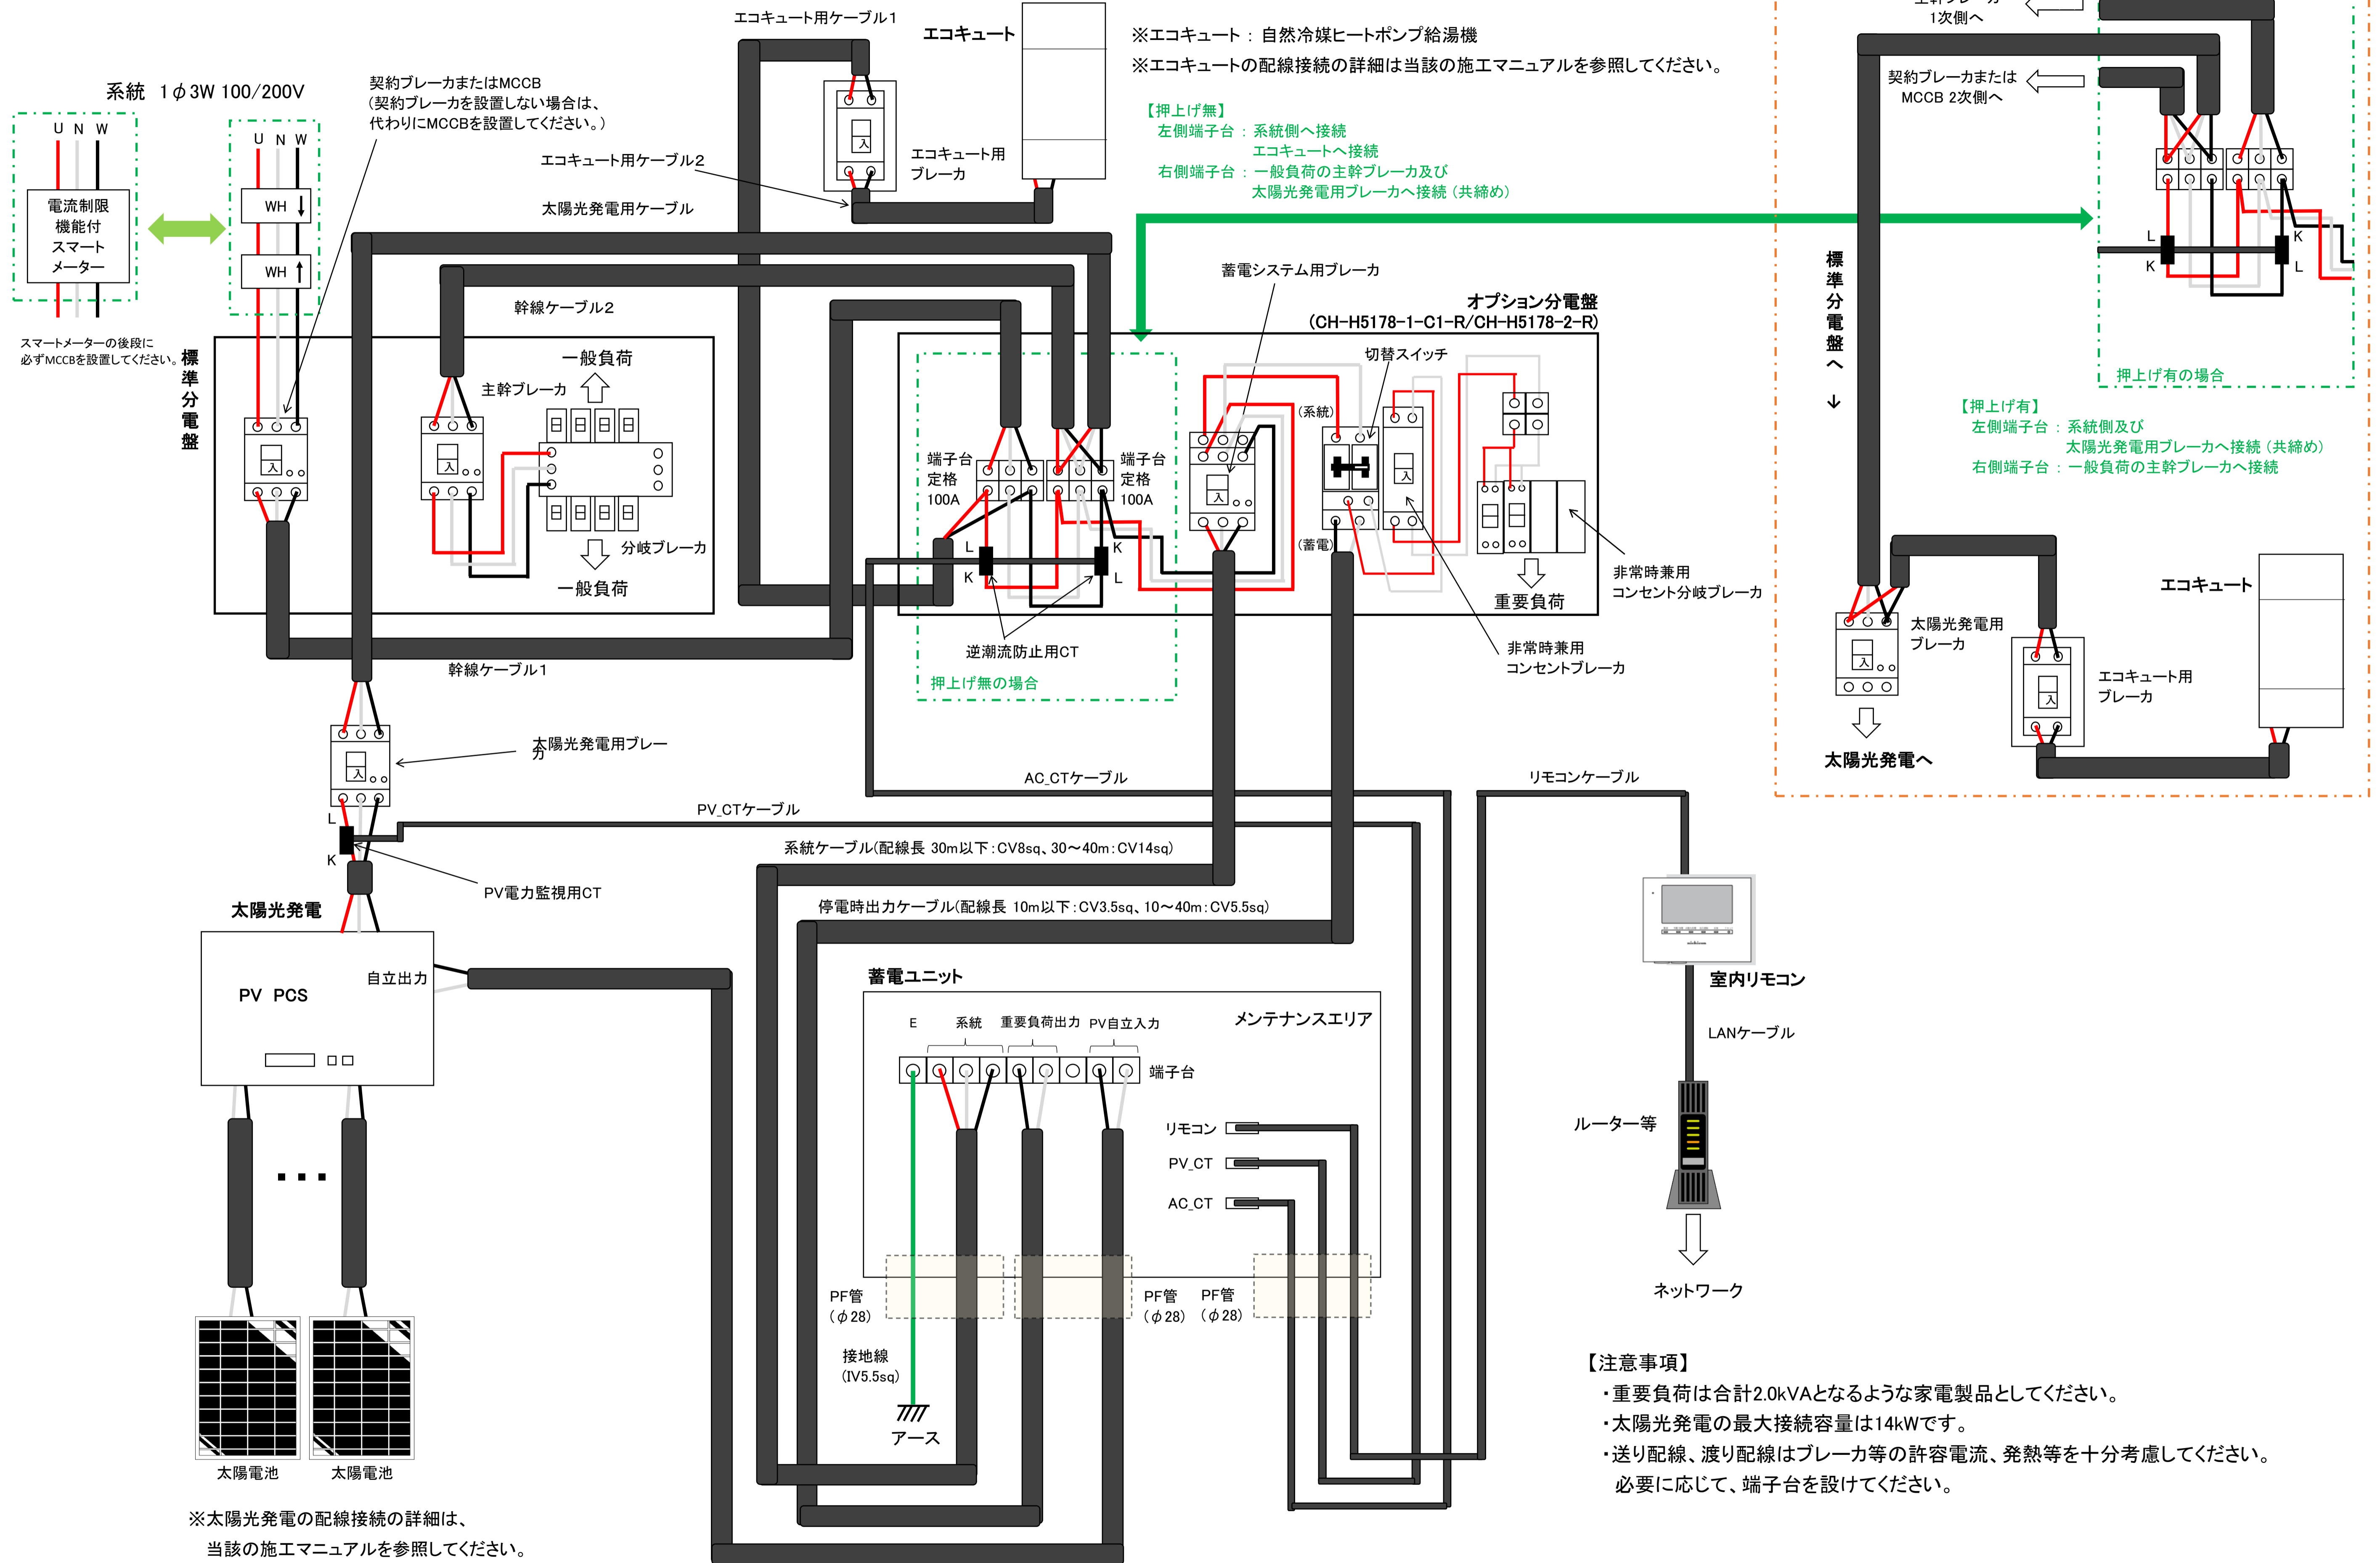 エコキュート用ケーブル1
エコキュート
※エコキュート : 自然冷媒ヒートポンプ給湯機
※エコキュートの配線接続の詳細は当該の施工マニュアルを参照してください。
1次側へ
契約ブレーカまたは
MCCB 2次側へ
系統 1φ3W 100/200V
契約ブレーカまたはMCCB
(契約ブレーカを設置しない場合は、
代わりにMCCBを設置してください。)
U N W
U N W
電流制限
機能付
スマート
メーター
WH
WH
スマートメーターの後段に
必ずMCCBを設置してください。
エコキュート用ケーブル2
太陽光発電用ケーブル
入
エコキュート用
ブレーカ
【押上げ無】
左側端子台 : 系統側へ接続
エコキュートへ接続
右側端子台 : 一般負荷の主幹ブレーカ及び
太陽光発電用ブレーカへ接続 (共締め)
L
K
K
L
押上げ有の場合
標準分電盤へ
↓
【押上げ有】
左側端子台 : 系統側及び
太陽光発電用ブレーカへ接続 (共締め)
右側端子台 : 一般負荷の主幹ブレーカへ接続
幹線ケーブル2
標準分電盤
入
主幹ブレーカ
入
一般負荷
分岐ブレーカ
一般負荷
幹線ケーブル1
蓄電システム用ブレーカ
オプション分電盤
(CH-H5178-1-C1-R/CH-H5178-2-R)
切替スイッチ
(系統)
(蓄電)
端子台
定格
100A
端子台
定格
100A
入
入
L
K
K
L
逆潮流防止用CT
押上げ無の場合
重要負荷
非常時兼用
コンセント分岐ブレーカ
非常時兼用
コンセントブレーカ
入
太陽光発電用
ブレーカ
太陽光発電へ
入
エコキュート用
ブレーカ
エコキュート
入
太陽光発電用ブレー
カ
L
K
PV電力監視用CT
AC_CTケーブル
PV_CTケーブル
リモコンケーブル
系統ケーブル(配線長 30m以下:CV8sq、30～40m:CV14sq)
停電時出力ケーブル(配線長 10m以下:CV3.5sq、10～40m:CV5.5sq)
太陽光発電
PV PCS
自立出力
太陽電池
太陽電池
※太陽光発電の配線接続の詳細は、
当該の施工マニュアルを参照してください。
蓄電ユニット
メンテナンスエリア
E
系統
重要負荷出力
PV自立入力
端子台
リモコン
PV_CT
AC_CT
PF管
(φ28)
PF管
(φ28)
PF管
(φ28)
接地線
(IV5.5sq)
アース
室内リモコン
LANケーブル
ルーター等
ネットワーク
【注意事項】
・重要負荷は合計2.0kVAとなるような家電製品としてください。
・太陽光発電の最大接続容量は14kWです。
・送り配線、渡り配線はブレーカ等の許容電流、発熱等を十分考慮してください。
必要に応じて、端子台を設けてください。